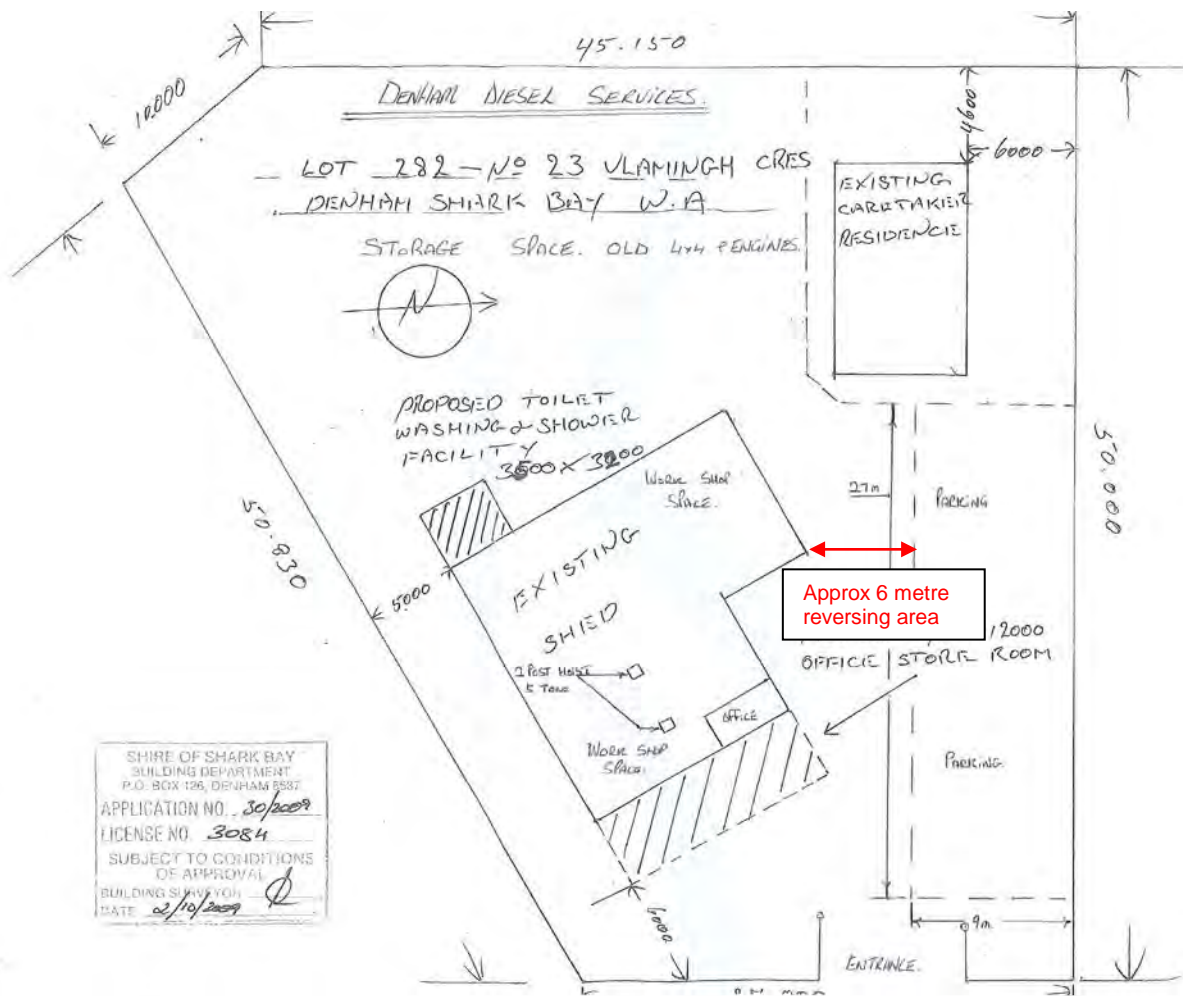 45.150
10.000
DENHAM DIESEL SERVICES.
LOT 282 - Nº 23 VLAMINGH CRES
DENHAM SHARK BAY W.A
STORAGE SPACE. OLD 4x4 & ENGINES.
N
4600
6000
EXISTING
CARETAKER
RESIDENCE
PROPOSED TOILET
WASHING & SHOWER
FACILITY
3500 X 3200
WORK SHOP
SPACE.
EXISTING
SHED
50.830
5000
27m
PARKING
50.000
Approx 6 metre
reversing area
12000
OFFICE / STORE ROOM
2 POST HOIST
5 TONE
OFFICE
WORK SHOP
SPACE.
PARKING
6000
9m
ENTRANCE.
SHIRE OF SHARK BAY
BUILDING DEPARTMENT
P.O. BOX 126, DENHAM 6537
APPLICATION NO. 30/2009
LICENSE NO. 3084
SUBJECT TO CONDITIONS
OF APPROVAL
BUILDING SURVEYOR
DATE 2/10/2009